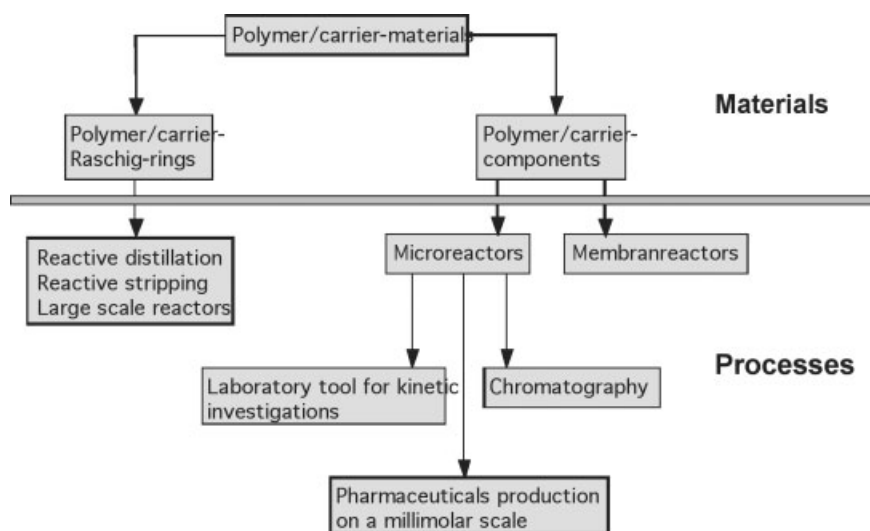 Polymer/carrier-materials
Materials
Polymer/carrier-
Raschig-rings
Polymer/carrier-
components
Reactive distillation
Reactive stripping
Large scale reactors
Microreactors
Membranreactors
Processes
Laboratory tool for kinetic
investigations
Chromatography
Pharmaceuticals production
on a millimolar scale